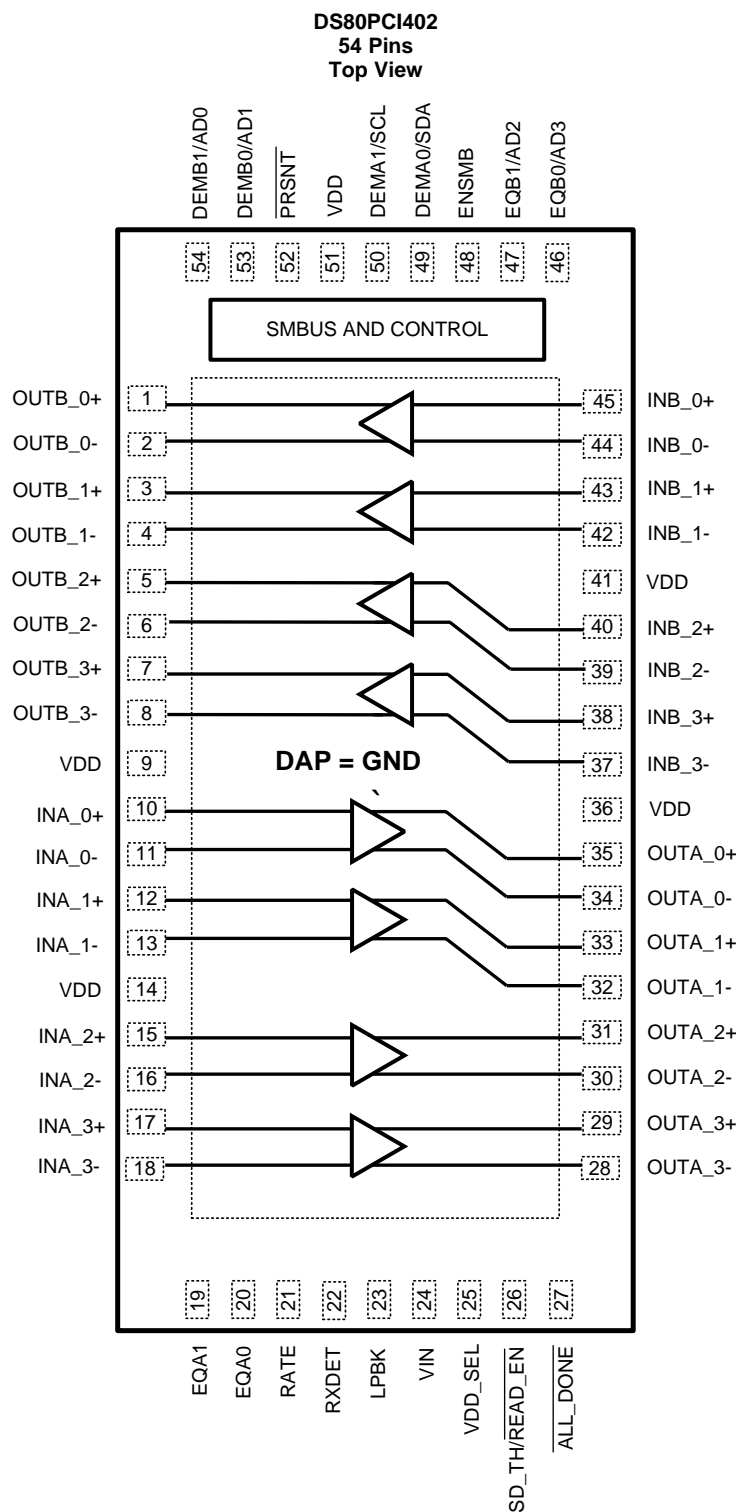 DS80PCI402
54 Pins
Top View
DEMB1/AD0
DEMB0/AD1
PRSNT
VDD
DEMA1/SCL
DEMA0/SDA
ENSMB
EQB1/AD2
EQB0/AD3
54
53
52
51
50
49
48
47
46
SMBUS AND CONTROL
OUTB_0+ 1 45 INB_0+
OUTB_0- 2 44 INB_0-
OUTB_1+ 3 43 INB_1+
OUTB_1- 4 42 INB_1-
OUTB_2+ 5 41 VDD
OUTB_2- 6 40 INB_2+
OUTB_3+ 7 39 INB_2-
OUTB_3- 8 38 INB_3+
VDD 9 DAP = GND 37 INB_3-
`
INA_0+ 10 36 VDD
INA_0- 11 35 OUTA_0+
INA_1+ 12 34 OUTA_0-
INA_1- 13 33 OUTA_1+
VDD 14 32 OUTA_1-
INA_2+ 15 31 OUTA_2+
INA_2- 16 30 OUTA_2-
INA_3+ 17 29 OUTA_3+
INA_3- 18 28 OUTA_3-
19
20
21
22
23
24
25
26
27
EQA1
EQA0
RATE
RXDET
LPBK
VIN
VDD_SEL
SD_TH/READ_EN
ALL_DONE